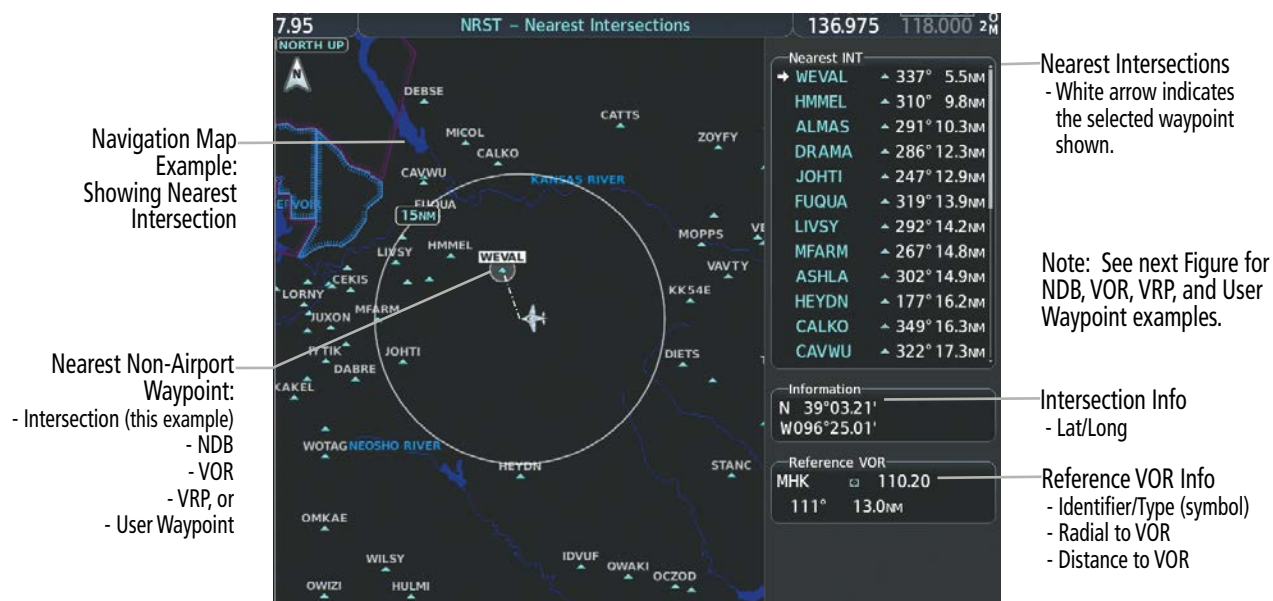 7.95
NRST – Nearest Intersections
136.975 118.000
NORTH UP
N
DEBSE
CATTS
MICOL
ZOYFY
CALKO
CAVWU
KANSAS RIVER
FUQUA
15NM
MOPPS
LIVSY
HMMEL
WEVAL
VAVTY
CEKIS
LORNY
KK54E
JUXON
MFARM
JOHTI
DIETS
DABRE
WOTAG
NEOSHO RIVER
HEYDN
STANC
OMKAE
WILSY
IDVUF
OWAKI
OCZOD
OWIZI
HULMI
Nearest INT
WEVAL 337° 5.5NM
HMMEL 310° 9.8NM
ALMAS 291° 10.3NM
DRAMA 286° 12.3NM
JOHTI 247° 12.9NM
FUQUA 319° 13.9NM
LIVSY 292° 14.2NM
MFARM 267° 14.8NM
ASHLA 302° 14.9NM
HEYDN 177° 16.2NM
CALKO 349° 16.3NM
CAVWU 322° 17.3NM
Information
N 39°03.21'
W096°25.01'
Reference VOR
MHK 110.20
111° 13.0NM
Navigation Map
Example:
Showing Nearest
Intersection
Nearest Non-Airport
Waypoint:
- Intersection (this example)
- NDB
- VOR
- VRP, or
- User Waypoint
Nearest Intersections
- White arrow indicates
the selected waypoint
shown.
Note: See next Figure for
NDB, VOR, VRP, and User
Waypoint examples.
Intersection Info
- Lat/Long
Reference VOR Info
- Identifier/Type (symbol)
- Radial to VOR
- Distance to VOR